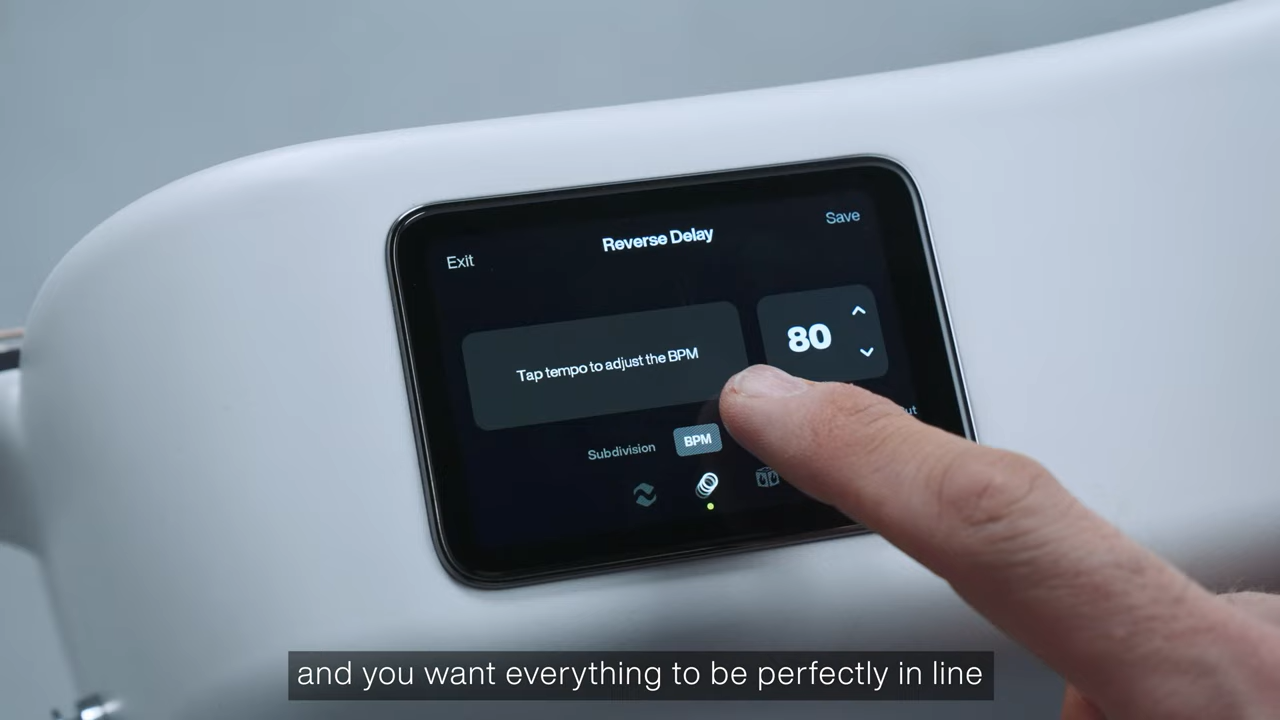 Save
Reverse Delay
Exit
80
Tap tempo to adjust the BPM
Subdivision
BPM
and you want everything to be perfectly in line